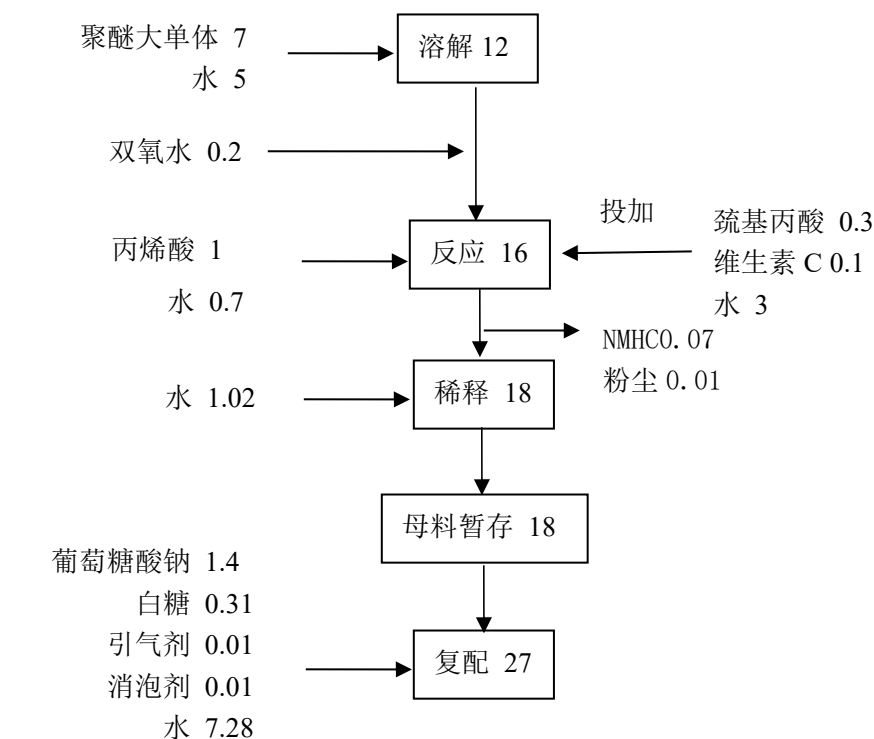 聚醚大单体 7
水 5
溶解 12
双氧水 0.2
投加
丙烯酸 1
水 0.7
反应 16
巯基丙酸 0.3
维生素 C 0.1
水 3
NMHC0.07
粉尘 0.01
水 1.02
稀释 18
母料暂存 18
葡萄糖酸钠 1.4
白糖 0.31
引气剂 0.01
消泡剂 0.01
水 7.28
复配 27